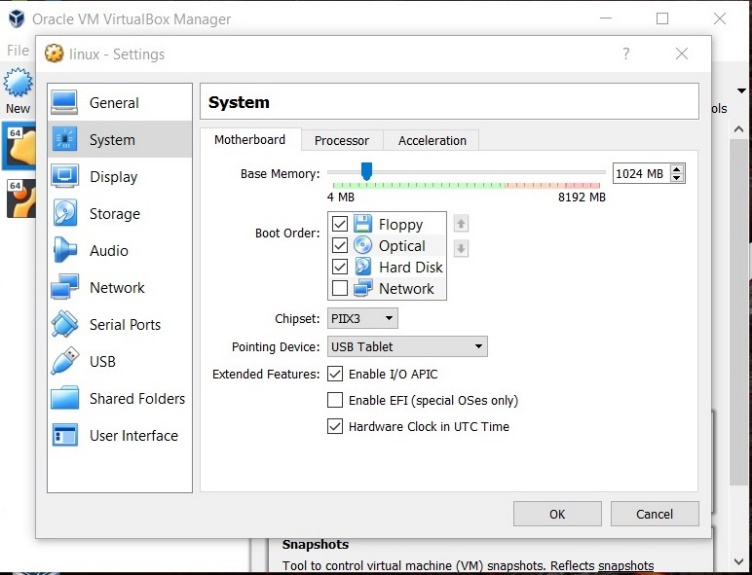 Oracle VM VirtualBox Manager
File
linux - Settings
New
ols
64
64
General
System
Display
Storage
Audio
Network
Serial Ports
USB
Shared Folders
User Interface
System
Motherboard Processor Acceleration
Base Memory: 1024 MB
4 MB 8192 MB
Boot Order: Floppy
Optical
Hard Disk
Network
Chipset: PIIX3
Pointing Device: USB Tablet
Extended Features: Enable I/O APIC
Enable EFI (special OSes only)
Hardware Clock in UTC Time
OK Cancel
Snapshots
Tool to control virtual machine (VM) snapshots. Reflects snapshots